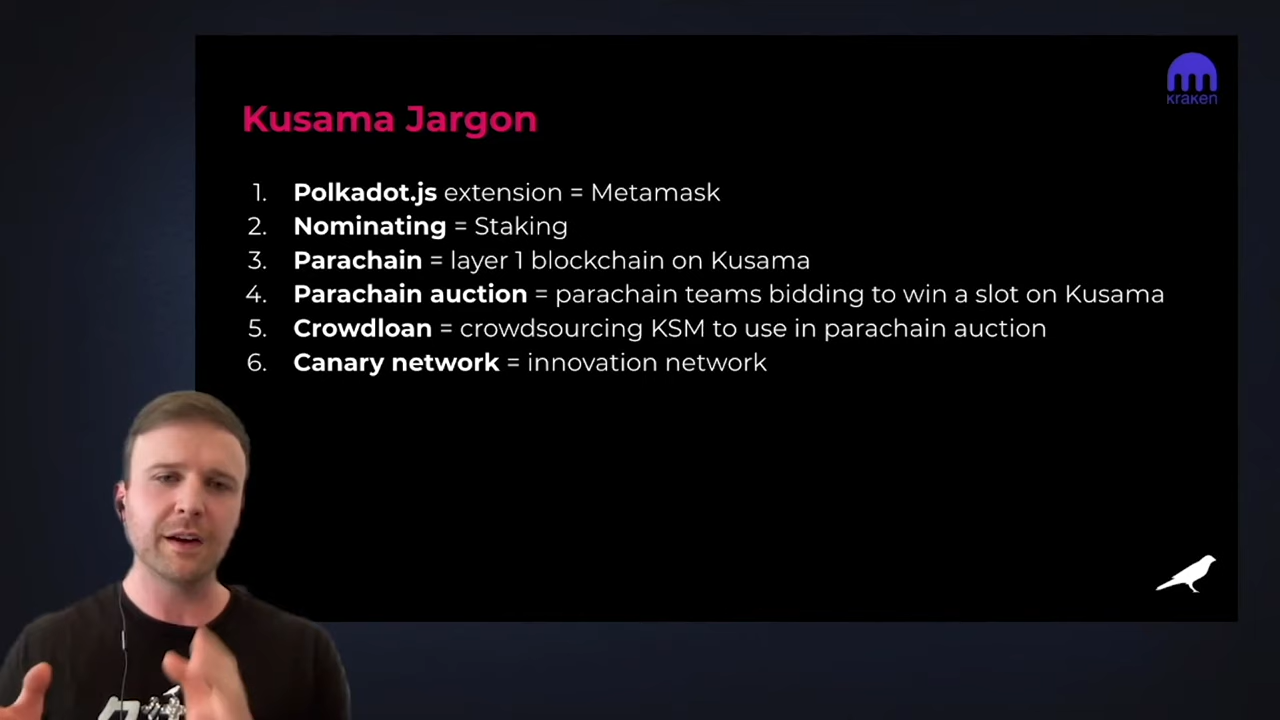 kraken
Kusama Jargon
1. Polkadot.js extension = Metamask
2. Nominating = Staking
3. Parachain = layer 1 blockchain on Kusama
4. Parachain auction = parachain teams bidding to win a slot on Kusama
5. Crowdloan = crowdsourcing KSM to use in parachain auction
6. Canary network = innovation network